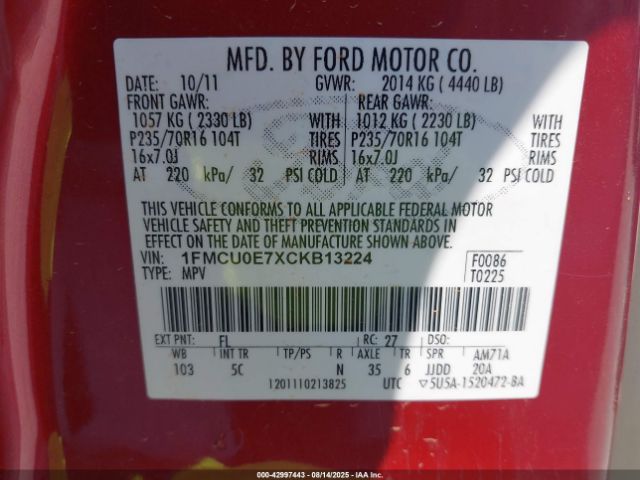 MFD. BY FORD MOTOR CO.
DATE: 10/11 GVWR: 2014 KG ( 4440 LB)
FRONT GAWR: REAR GAWR:
1057 KG ( 2330 LB) WITH 1012 KG ( 2230 LB) WITH
P235/70R16 104T TIRES P235/70R16 104T TIRES
16x7.0J RIMS 16x7.0J RIMS
AT 220 kPa/ 32 PSI COLD AT 220 kPa/ 32 PSI COLD
THIS VEHICLE CONFORMS TO ALL APPLICABLE FEDERAL MOTOR
VEHICLE SAFETY AND THEFT PREVENTION STANDARDS IN
EFFECT ON THE DATE OF MANUFACTURE SHOWN ABOVE.
VIN: 1FMCU0E7XCKB13224 F0086
TYPE: MPV T0225
EXT PNT: FL RC: 27 DSO:
WB INT TR TP/PS R AXLE TR SPR AM71A
103 5C N 35 6 JJDD 20A
1201110213825 UTC ▽5U5A-1520472-BA
000-42997443 - 08/14/2025 - IAAI.com